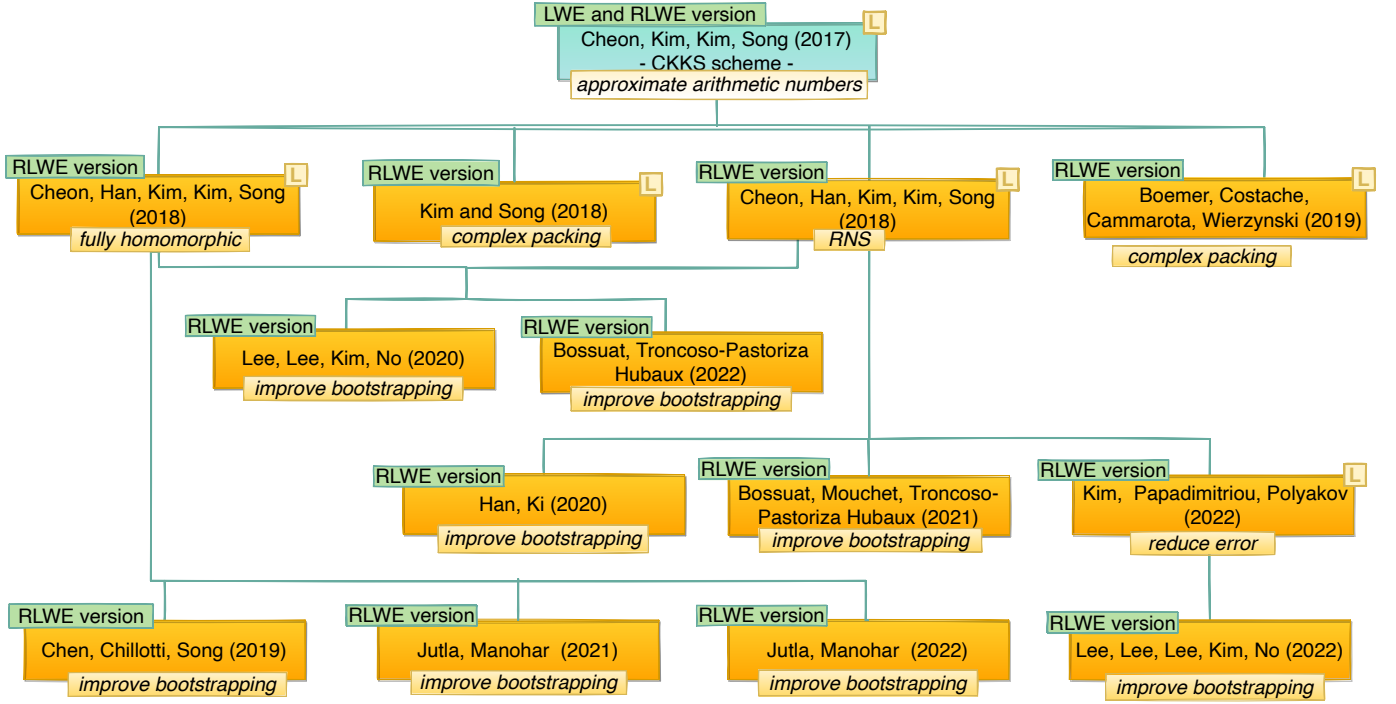 LWE and RLWE version
L
Cheon, Kim, Kim, Song (2017)
- CKKS scheme -
approximate arithmetic numbers
RLWE version
L
Cheon, Han, Kim, Kim, Song
(2018)
fully homomorphic
RLWE version
L
Kim and Song (2018)
complex packing
RLWE version
L
Cheon, Han, Kim, Kim, Song
(2018)
RNS
RLWE version
L
Boemer, Costache,
Cammarota, Wierzynski (2019)
complex packing
RLWE version
Lee, Lee, Kim, No (2020)
improve bootstrapping
RLWE version
Bossuat, Troncoso-Pastoriza
Hubaux (2022)
improve bootstrapping
RLWE version
Han, Ki (2020)
improve bootstrapping
RLWE version
Bossuat, Mouchet, Troncoso-
Pastoriza Hubaux (2021)
improve bootstrapping
RLWE version
L
Kim, Papadimitriou, Polyakov
(2022)
reduce error
RLWE version
Chen, Chillotti, Song (2019)
improve bootstrapping
RLWE version
Jutla, Manohar (2021)
improve bootstrapping
RLWE version
Jutla, Manohar (2022)
improve bootstrapping
RLWE version
Lee, Lee, Lee, Kim, No (2022)
improve bootstrapping